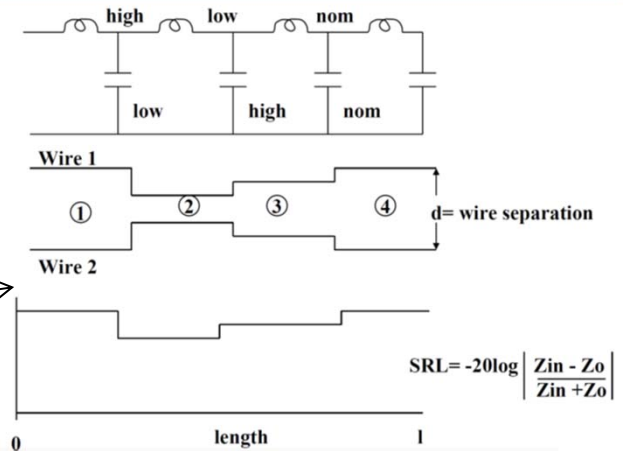 high low nom
low high nom
Wire 1
① ② ③ ④ d= wire separation
Wire 2
SRL= -20log | Zin - Zo / Zin +Zo |
0 length l